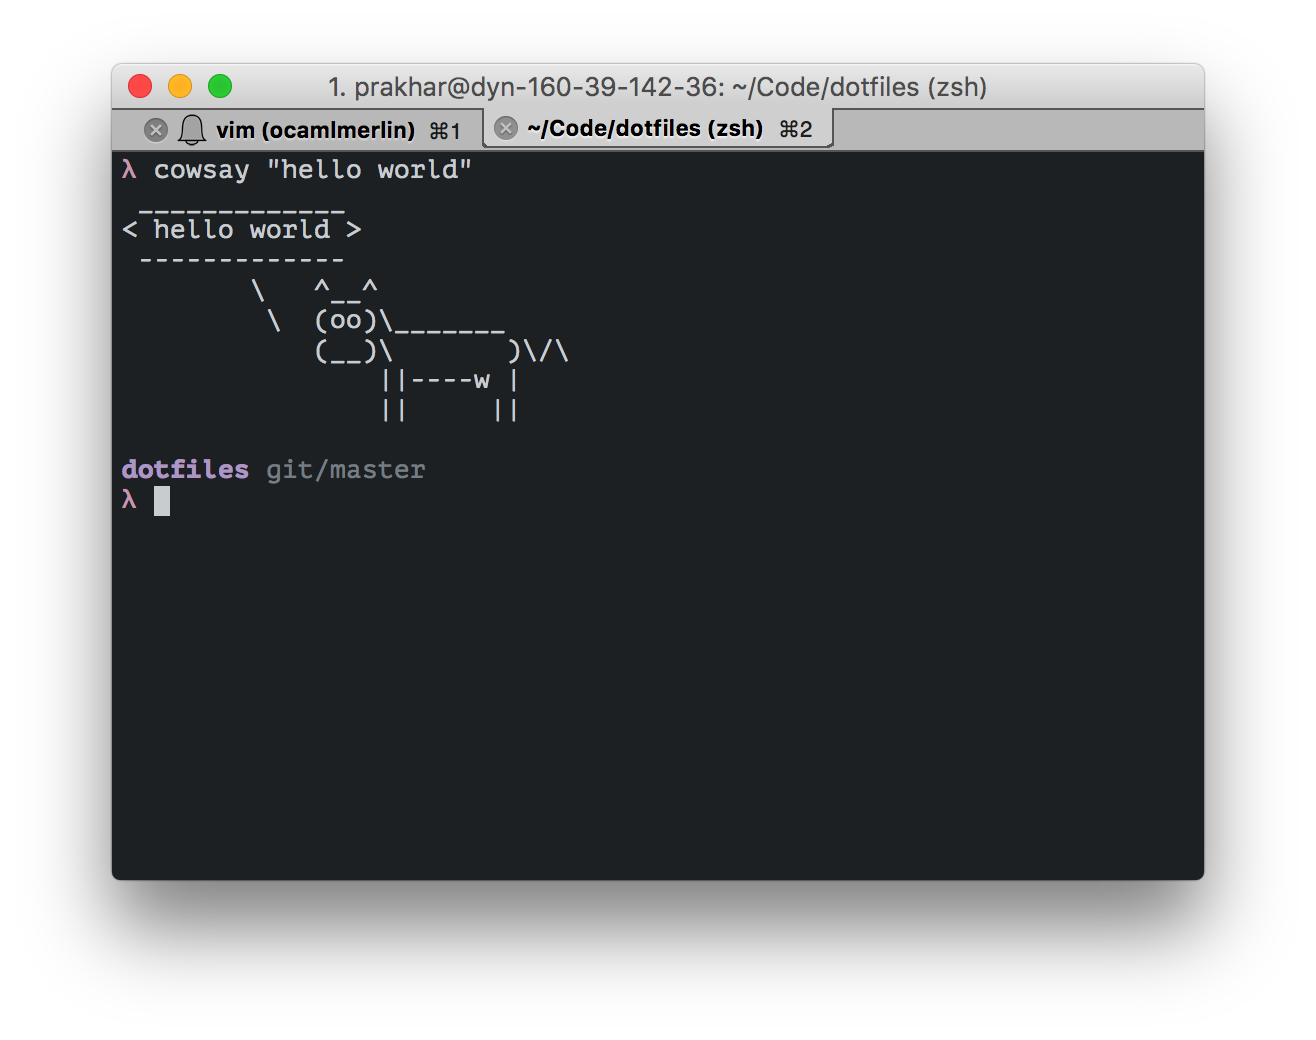 1. prakhar@dyn-160-39-142-36: ~/Code/dotfiles (zsh)
vim (ocamlmerlin) ⌘1 ~/Code/dotfiles (zsh) ⌘2
λ cowsay "hello world"
 _____________
< hello world >
 -------------
        \   ^__^
         \  (oo)\_______
            (__)\       )\/\
                ||----w |
                ||     ||
dotfiles git/master
λ